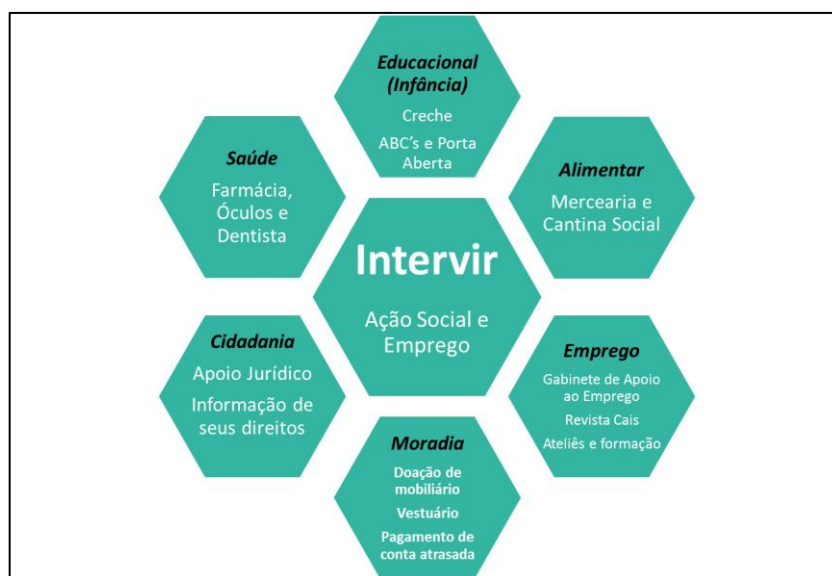 Educacional
(Infância)
Creche
ABC's e Porta
Aberta
Saúde
Farmácia,
Óculos e
Dentista
Alimentar
Mercearia e
Cantina Social
Intervir
Ação Social e
Emprego
Cidadania
Apoio Jurídico
Informação de
seus direitos
Emprego
Gabinete de Apoio
ao Emprego
Revista Cais
Ateliês e formação
Moradia
Doação de
mobiliário
Vestuário
Pagamento de
conta atrasada